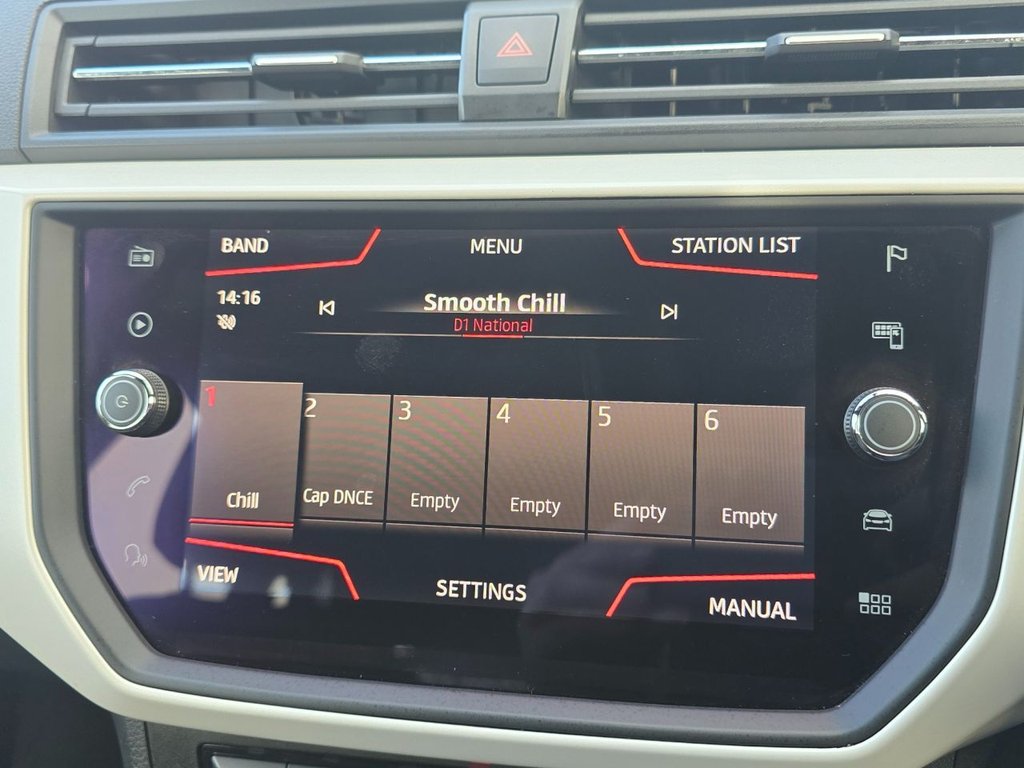 BAND
MENU
STATION LIST
14:16
Smooth Chill
D1 National
1
2
3
4
5
6
Chill
Cap DNCE
Empty
Empty
Empty
Empty
VIEW
SETTINGS
MANUAL